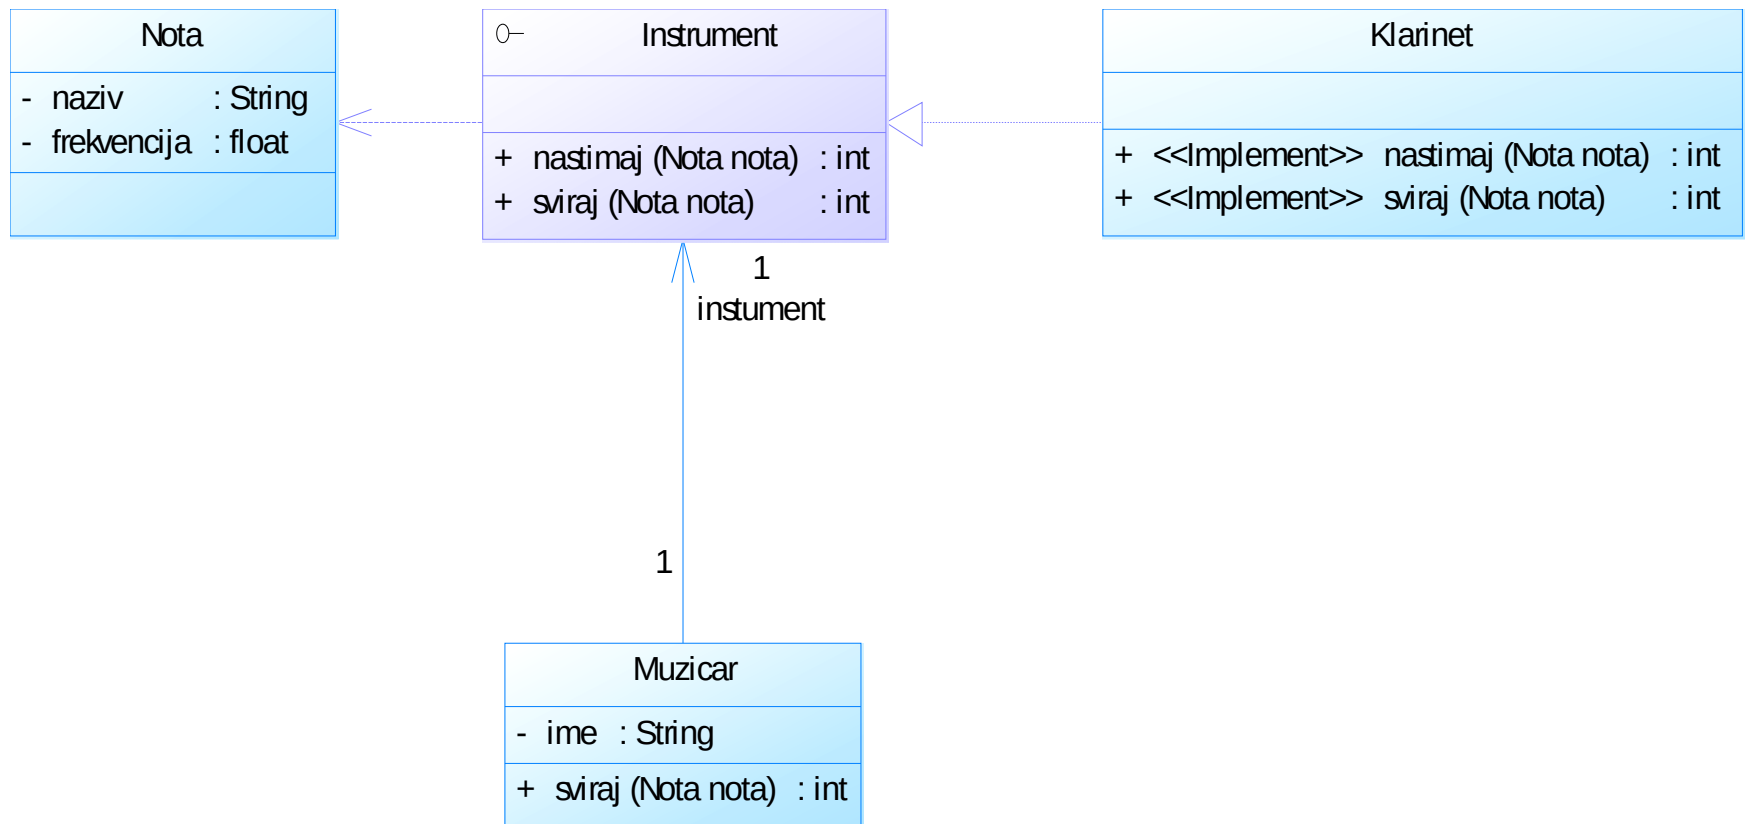 Nota
- naziv : String
- frekvencija : float
Instrument
+ nastimaj (Nota nota) : int
+ sviraj (Nota nota) : int
Klarinet
+ <<Implement>> nastimaj (Nota nota) : int
+ <<Implement>> sviraj (Nota nota) : int
1
instument
1
Muzicar
- ime : String
+ sviraj (Nota nota) : int